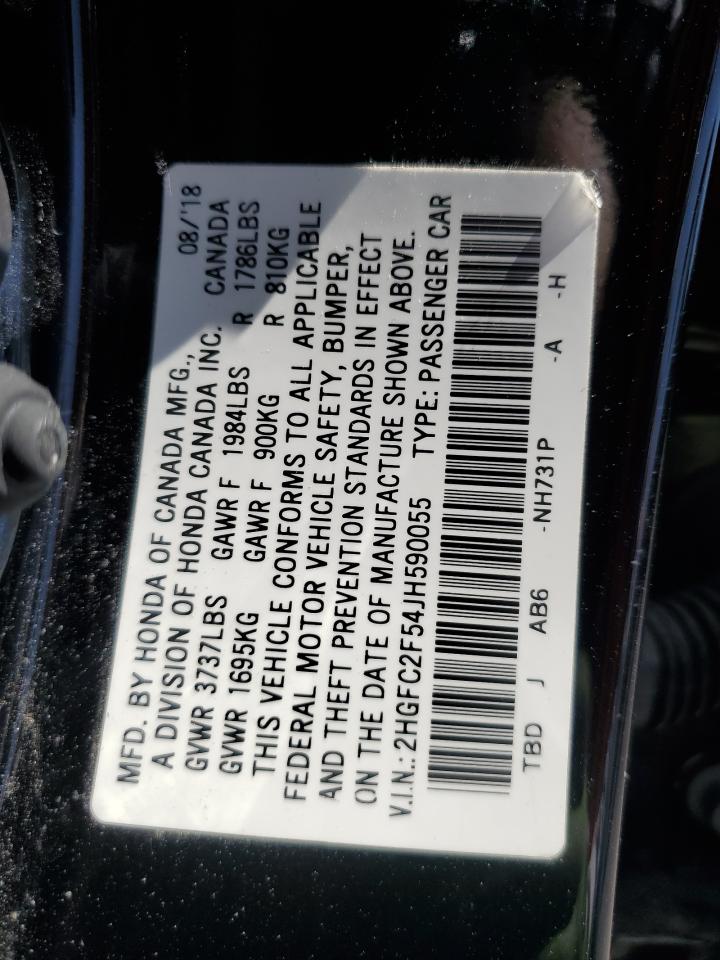 MFD. BY HONDA OF CANADA MFG., 08/'18
A DIVISION OF HONDA CANADA INC. CANADA
GVWR 3737LBS GAWR F 1984LBS R 1786LBS
GVWR 1695KG GAWR F 900KG R 810KG
THIS VEHICLE CONFORMS TO ALL APPLICABLE
FEDERAL MOTOR VEHICLE SAFETY, BUMPER,
AND THEFT PREVENTION STANDARDS IN EFFECT
ON THE DATE OF MANUFACTURE SHOWN ABOVE.
V.I.N.: 2HGFC2F54JH590055 TYPE: PASSENGER CAR
TBD J AB6 -NH731P -A -H